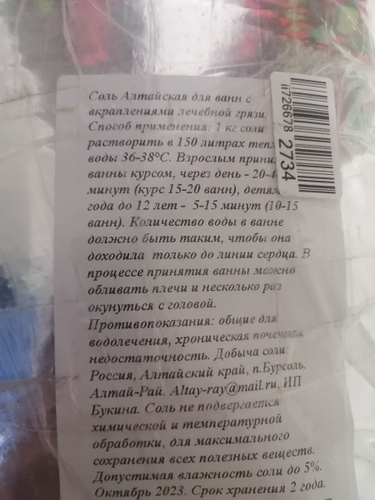 Соль Алтайская для ванн с
вкраплениями лечебной грязи.
Способ применения: 1 кг соли
растворить в 150 литрах
воды 36-38°С. Взрослым
ванны курсом, через день -
минут (курс 15-20 ванн),
года до 12 лет - 5-15 минут (10-15
ванн). Количество воды в ванне
должно быть таким, чтобы она
доходила только до линии сердца. В
процессе принятия ванны можно
обливать плечи и несколько раз
окунуться с головой.
Противопоказания: общие для
водолечения, хроническая почечная
недостаточность. Добыча соли:
Россия, Алтайский край, п.Бурсоль.
Алтай-Рай. Altay-ray@mail.ru, ИП
Букина. Соль не подвергается
химической и температурной
обработки, для максимального
сохранения всех полезных веществ.
Допустимая влажность соли до 5%.
Октябрь 2023. Срок хранения 2 года.
ii726678 2734